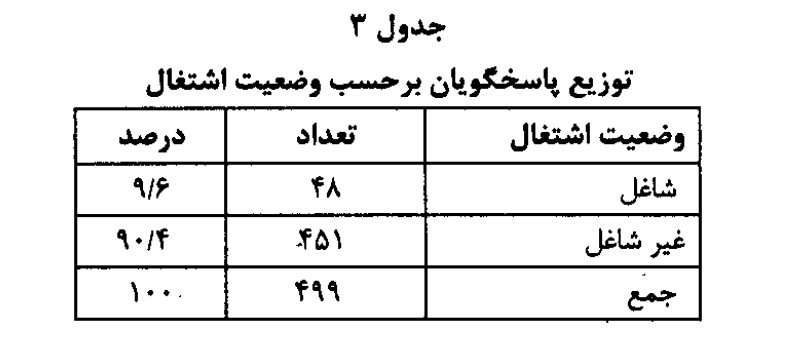 جدول ۳
توزیع پاسخگویان برحسب وضعیت اشتغال
وضعیت اشتغال تعداد درصد
شاغل ۴۸ ۹/۶
غیر شاغل ۴۵۱ ۹۰/۴
جمع ۴۹۹ ۱۰۰